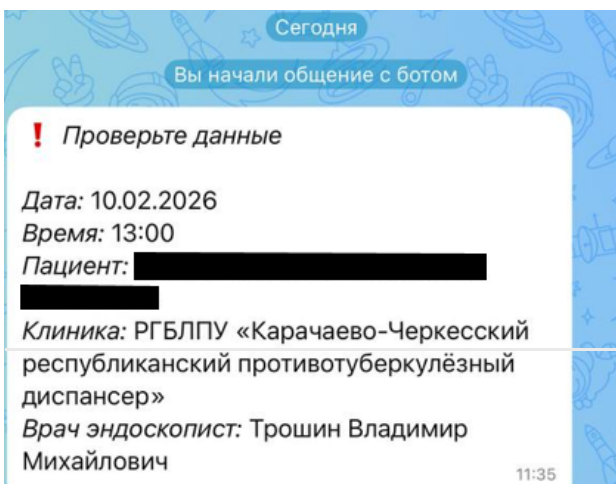 Сегодня
Вы начали общение с ботом
❗ Проверьте данные
Дата: 10.02.2026
Время: 13:00
Пациент:
Клиника: РГБЛПУ «Карачаево-Черкесский
республиканский противотуберкулёзный
диспансер»
Врач эндоскопист: Трошин Владимир
Михайлович
11:35